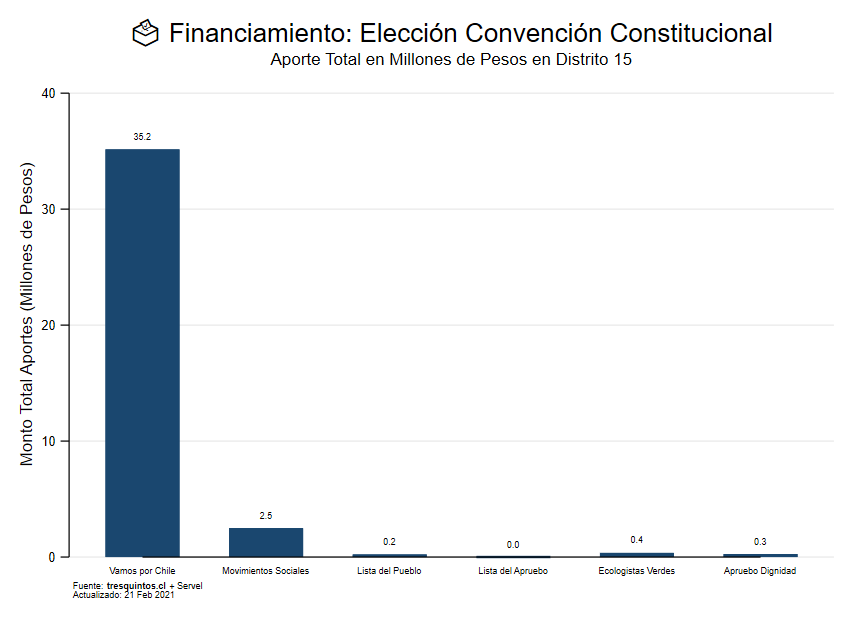 Financiamiento: Elección Convención Constitucional
Aporte Total en Millones de Pesos en Distrito 15
Monto Total Aportes (Millones de Pesos)
40
30
20
10
0
35.2
2.5
0.2
0.0
0.4
0.3
Vamos por Chile
Movimientos Sociales
Lista del Pueblo
Lista del Apruebo
Ecologistas Verdes
Apruebo Dignidad
Fuente: tresquintos.cl + Servel
Actualizado: 21 Feb 2021